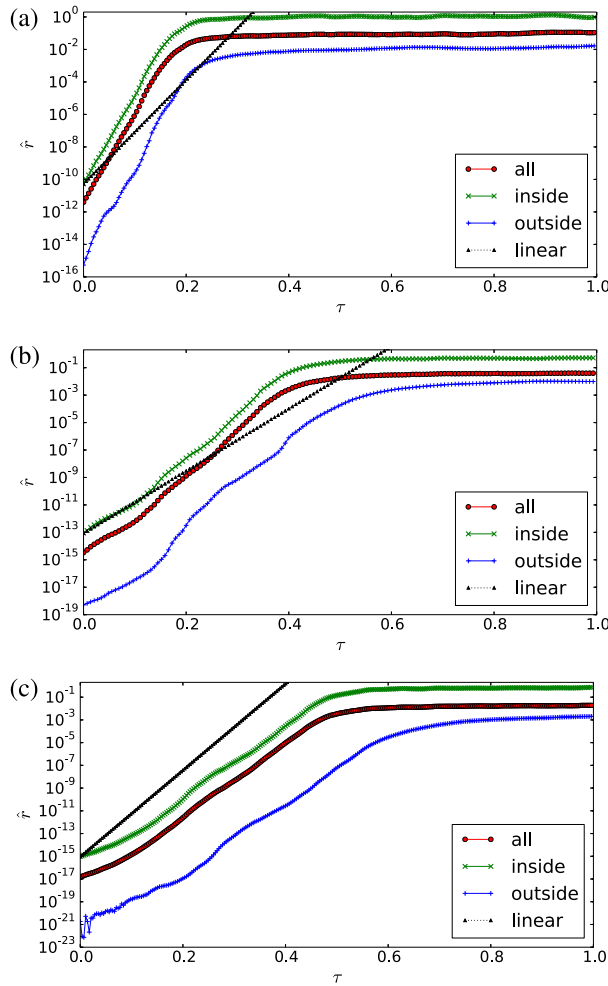 (a)
10^0
10^-2
10^-4
10^-6
10^-8
10^-10
10^-12
10^-14
10^-16
r̂
0.0 0.2 0.4 0.6 0.8 1.0
τ
all
inside
outside
linear
(b)
10^-1
10^-3
10^-5
10^-7
10^-9
10^-11
10^-13
10^-15
10^-17
10^-19
r̂
0.0 0.2 0.4 0.6 0.8 1.0
τ
all
inside
outside
linear
(c)
10^-1
10^-3
10^-5
10^-7
10^-9
10^-11
10^-13
10^-15
10^-17
10^-19
10^-21
10^-23
r̂
0.0 0.2 0.4 0.6 0.8 1.0
τ
all
inside
outside
linear